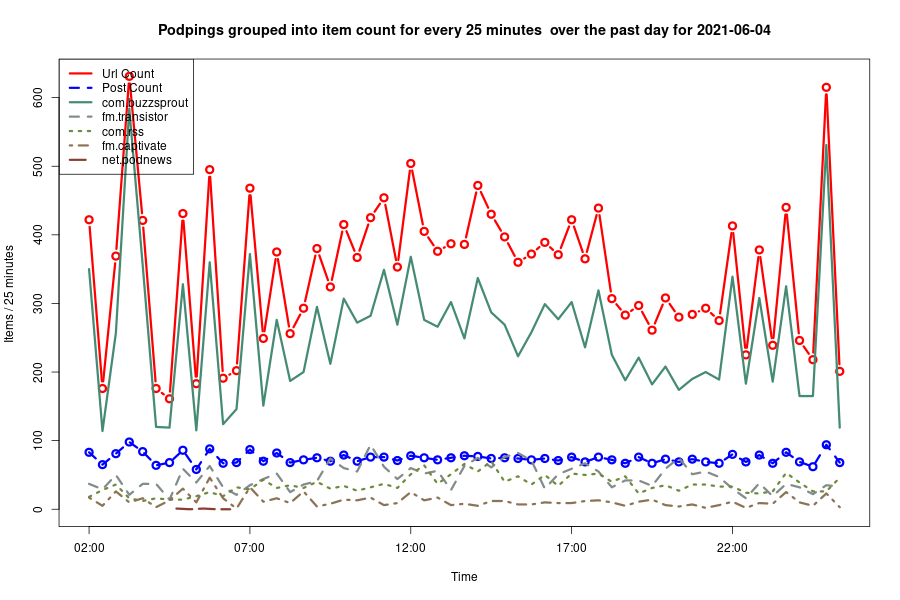 Podpings grouped into item count for every 25 minutes  over the past day for 2021-06-04
Url Count
Post Count
com.buzzsprout
fm.transistor
com.rss
fm.captivate
net.podnews
Items / 25 minutes
600
500
400
300
200
100
0
02:00 07:00 12:00 17:00 22:00
Time